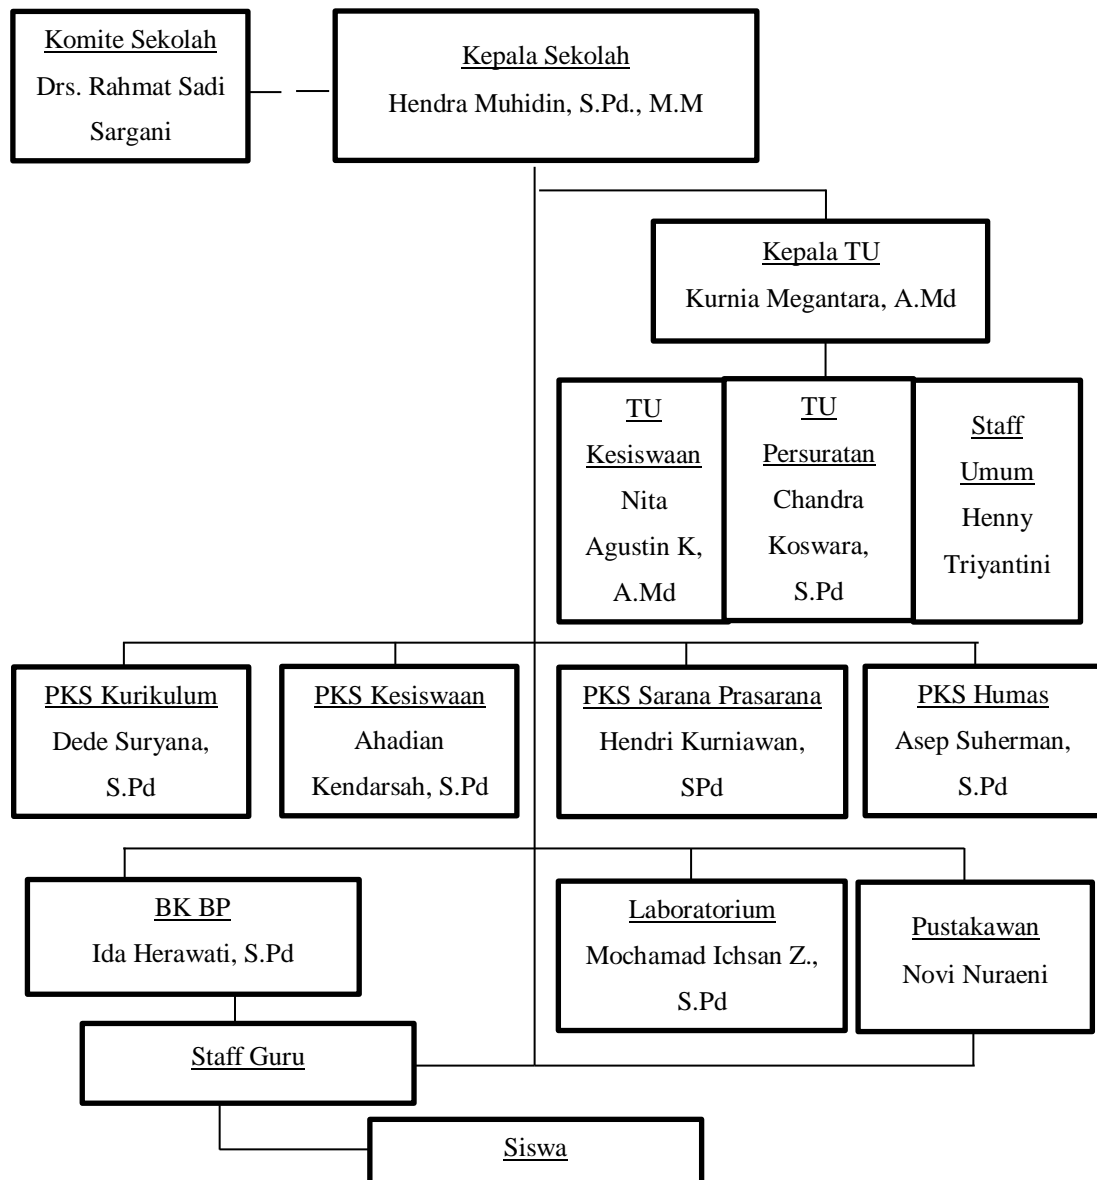 Komite Sekolah
Drs. Rahmat Sadi
Sargani
Kepala Sekolah
Hendra Muhidin, S.Pd., M.M
Kepala TU
Kurnia Megantara, A.Md
TU
Kesiswaan
Nita
Agustin K,
A.Md
TU
Persuratan
Chandra
Koswara,
S.Pd
Staff
Umum
Henny
Triyantini
PKS Kurikulum
Dede Suryana,
S.Pd
PKS Kesiswaan
Ahadian
Kendarsah, S.Pd
PKS Sarana Prasarana
Hendri Kurniawan,
SPd
PKS Humas
Asep Suherman,
S.Pd
BK BP
Ida Herawati, S.Pd
Laboratorium
Mochamad Ichsan Z.,
S.Pd
Pustakawan
Novi Nuraeni
Staff Guru
Siswa